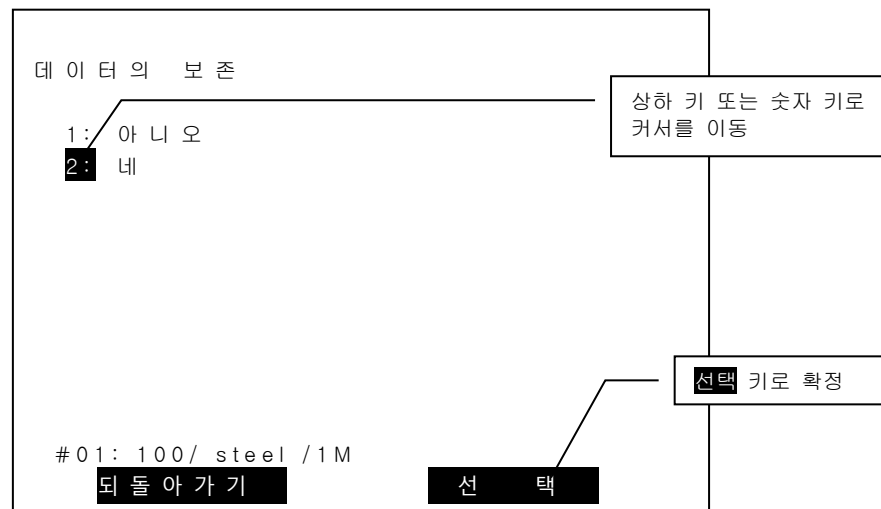 데이터의 보존
상하 키 또는 숫자 키로
커서를 이동
1: 아니오
2: 네
선택 키로 확정
#01: 100/ steel /1M
되돌아가기 선 택